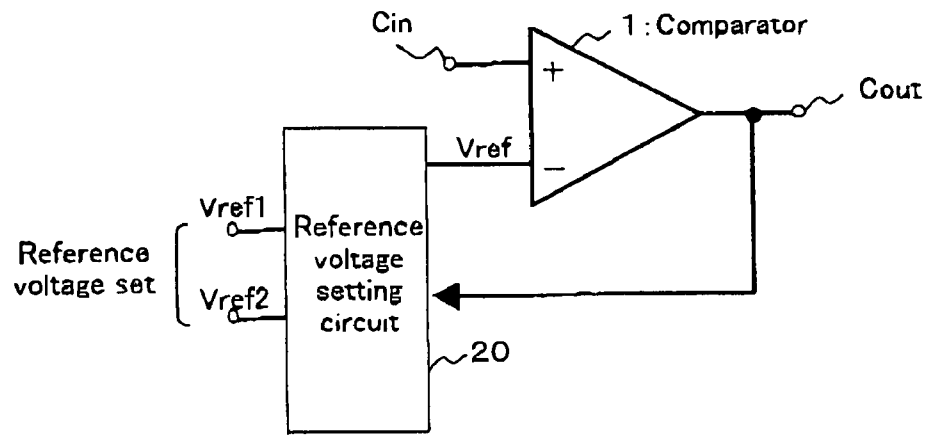 Cin
1 : Comparator
+
Cout
Vref
−
Vref1
Reference
voltage set
Vref2
Reference
voltage
setting
circuit
20